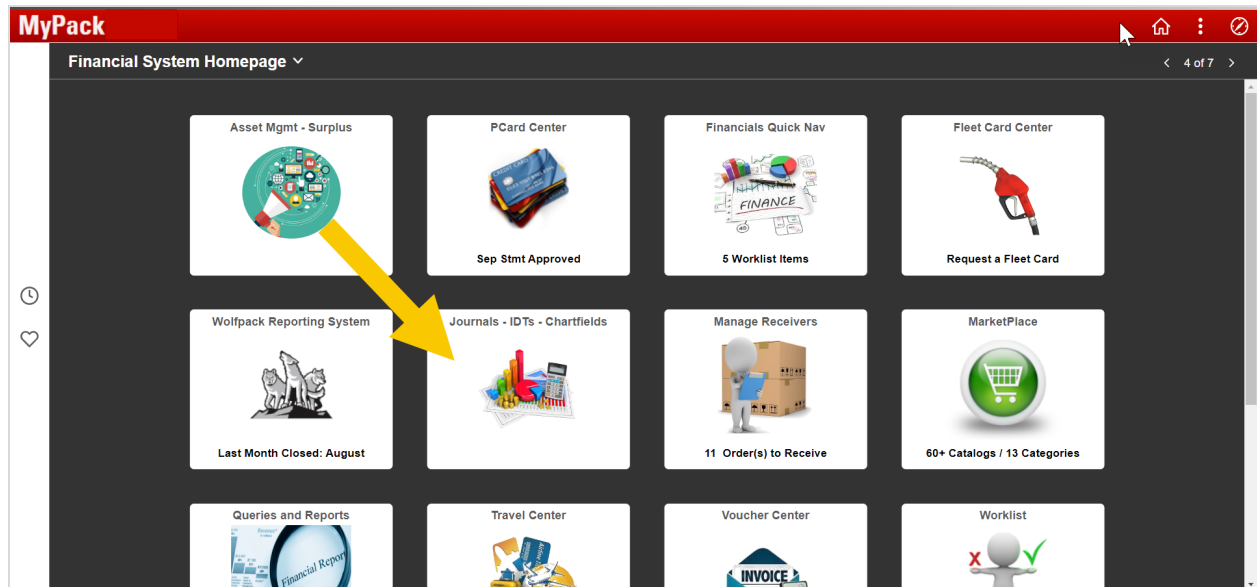 MyPack
Financial System Homepage
4 of 7
Asset Mgmt - Surplus
PCard Center
CREDIT CARD
Sep Stmt Approved
Financials Quick Nav
FINANCE
5 Worklist Items
Fleet Card Center
Request a Fleet Card
Wolfpack Reporting System
Last Month Closed: August
Journals - IDTs - Chartfields
Manage Receivers
11 Order(s) to Receive
MarketPlace
60+ Catalogs / 13 Categories
Queries and Reports
Financial Report
Travel Center
Voucher Center
INVOICE
Worklist